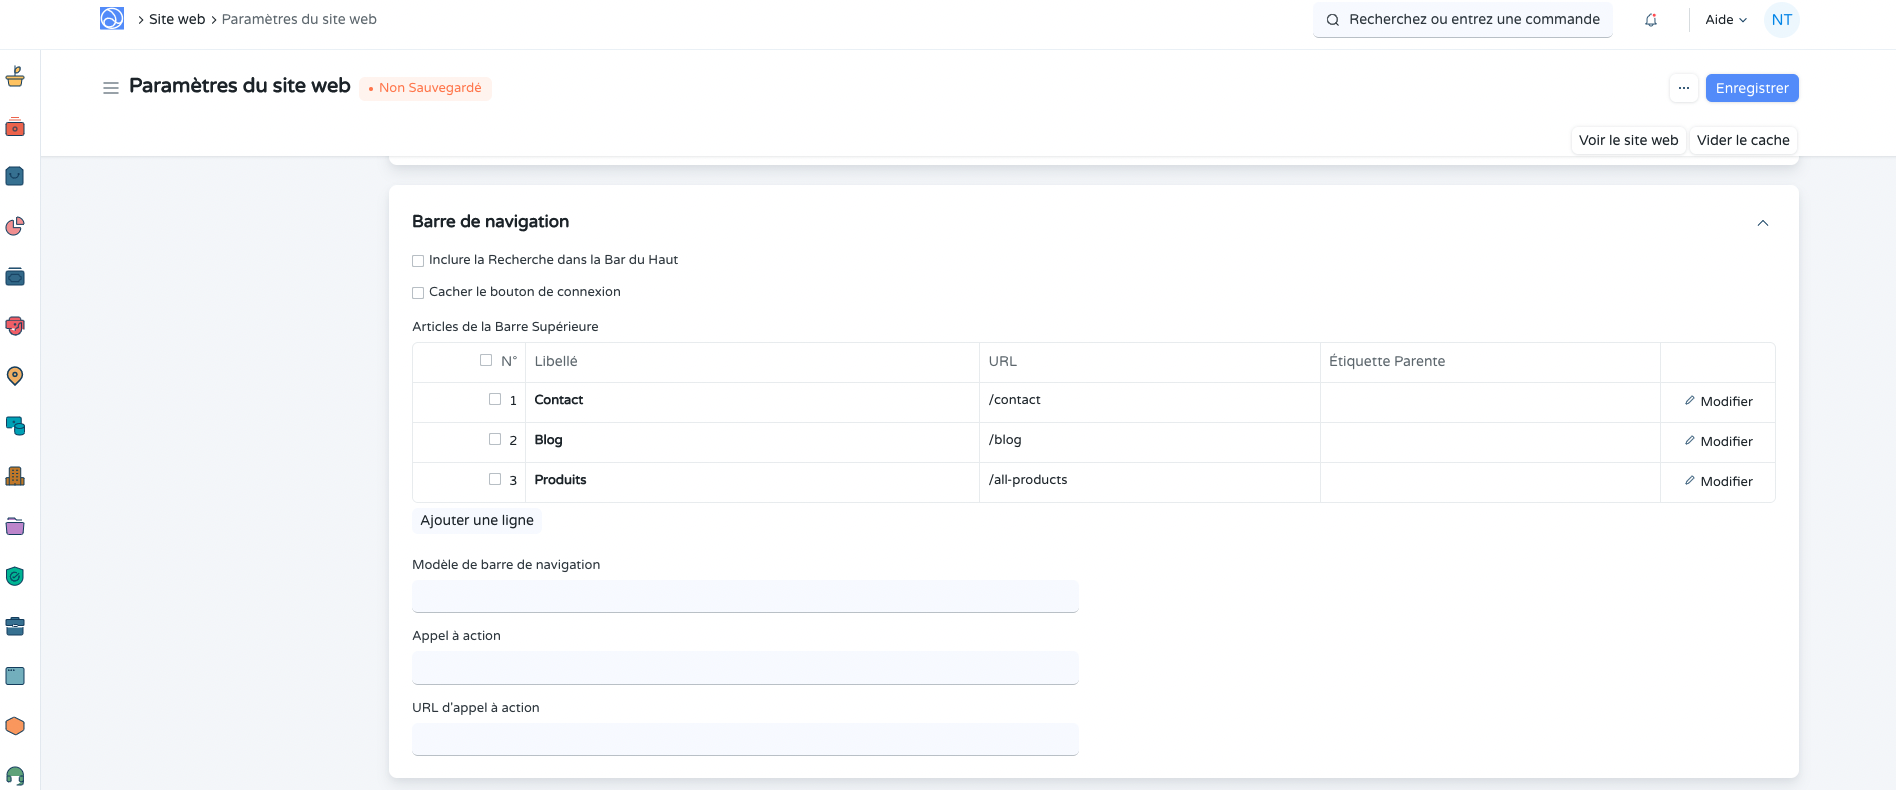 Site web
Paramètres du site web
Recherchez ou entrez une commande
Aide
NT
Paramètres du site web
Non Sauvegardé
...
Enregistrer
Voir le site web
Vider le cache
Barre de navigation
Inclure la Recherche dans la Bar du Haut
Cacher le bouton de connexion
Articles de la Barre Supérieure
N° Libellé URL Étiquette Parente
1 Contact /contact Modifier
2 Blog /blog Modifier
3 Produits /all-products Modifier
Ajouter une ligne
Modèle de barre de navigation
Appel à action
URL d'appel à action